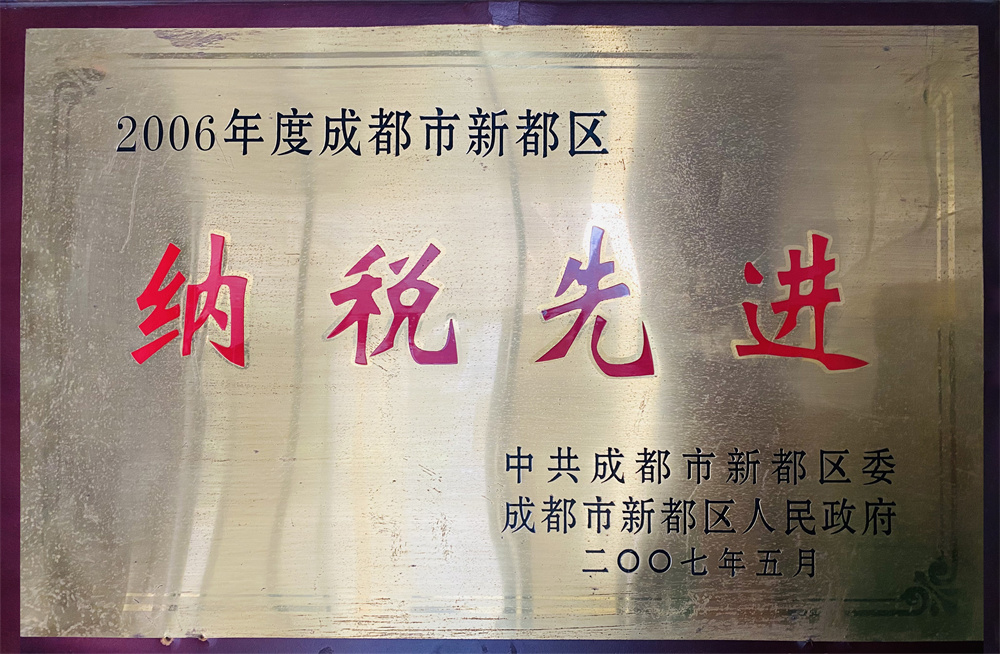 2006年度成都市新都区
纳税先进
中共成都市新都区委
成都市新都区人民政府
二〇〇七年五月